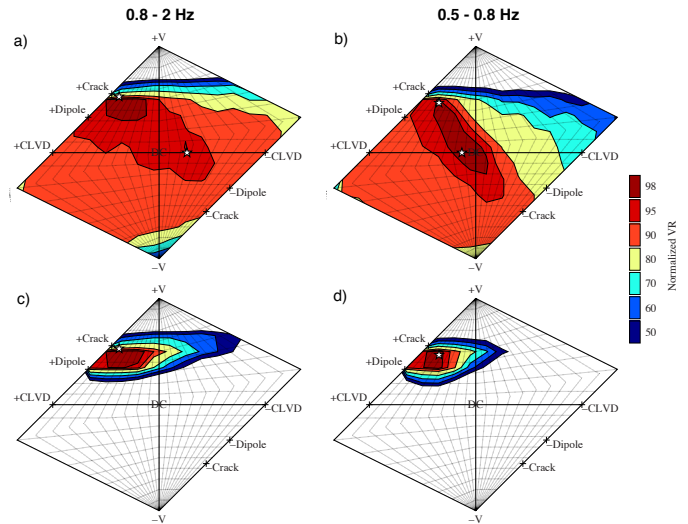 0.8 - 2 Hz
0.5 - 0.8 Hz
a)
+V
+Crack
+Dipole
+CLVD
DC
−CLVD
−Dipole
−Crack
−V
b)
+V
+Crack
+Dipole
+CLVD
DC
−CLVD
−Dipole
−Crack
−V
98
95
90
80
70
60
50
Normalized VR
c)
+V
+Crack
+Dipole
+CLVD
DC
−CLVD
−Dipole
−Crack
−V
d)
+V
+Crack
+Dipole
+CLVD
DC
−CLVD
−Dipole
−Crack
−V